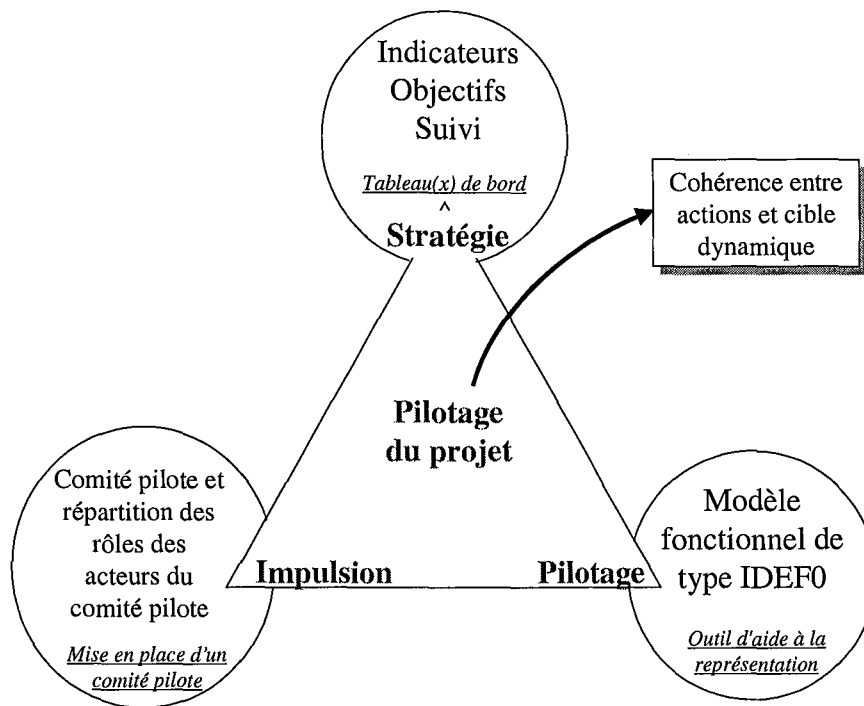 Indicateurs
Objectifs
Suivi
Tableau(x) de bord
^
Stratégie
Cohérence entre
actions et cible
dynamique
Pilotage
du projet
Comité pilote et
répartition des
rôles des
acteurs du
comité pilote
Mise en place d'un
comité pilote
Impulsion
Pilotage
Modèle
fonctionnel de
type IDEF0
Outil d'aide à la
représentation